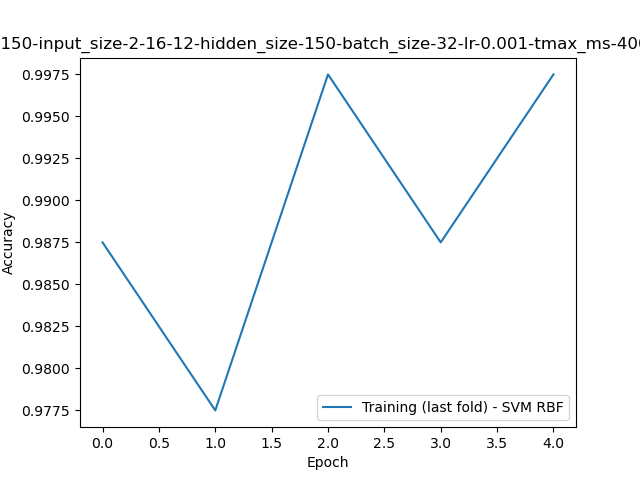 150-input_size-2-16-12-hidden_size-150-batch_size-32-lr-0.001-tmax_ms-400
0.9975
0.9950
0.9925
0.9900
0.9875
0.9850
0.9825
0.9800
0.9775
Accuracy
Training (last fold) - SVM RBF
0.0 0.5 1.0 1.5 2.0 2.5 3.0 3.5 4.0
Epoch